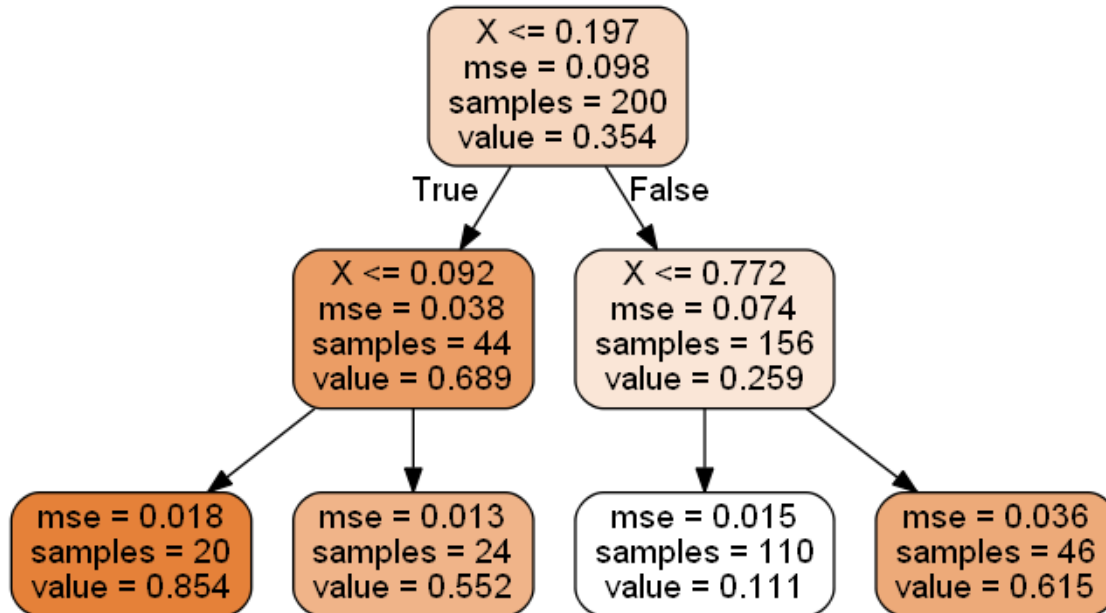 X <= 0.197
mse = 0.098
samples = 200
value = 0.354
True
False
X <= 0.092
mse = 0.038
samples = 44
value = 0.689
X <= 0.772
mse = 0.074
samples = 156
value = 0.259
mse = 0.018
samples = 20
value = 0.854
mse = 0.013
samples = 24
value = 0.552
mse = 0.015
samples = 110
value = 0.111
mse = 0.036
samples = 46
value = 0.615